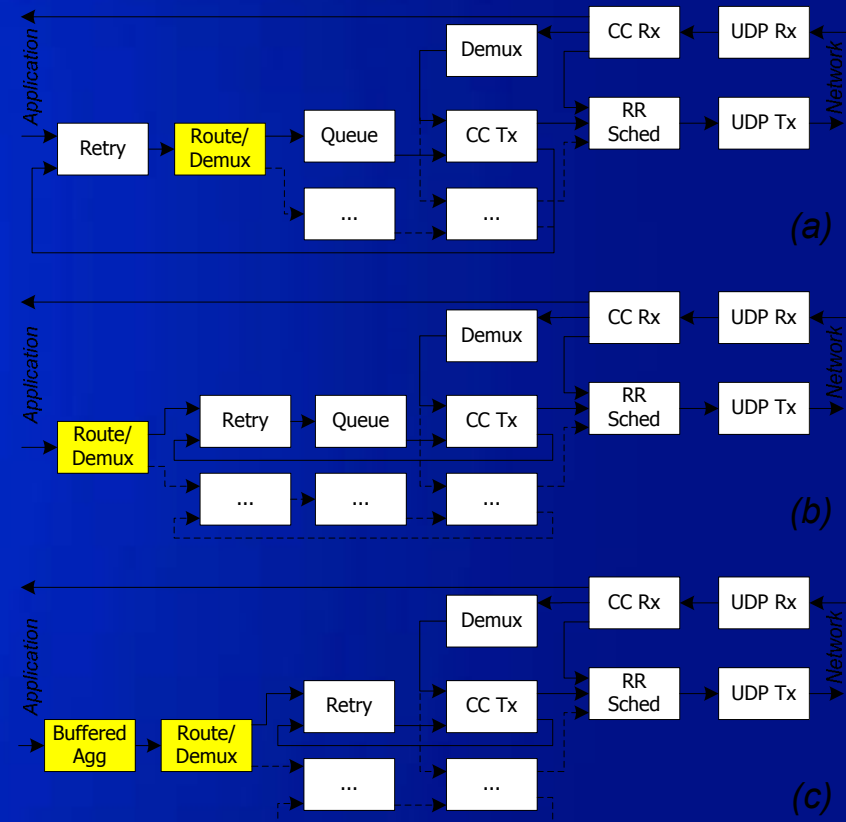 Application
Demux
CC Rx
UDP Rx
Network
Retry
Route/
Demux
Queue
CC Tx
RR
Sched
UDP Tx
...
...
(a)
Application
Demux
CC Rx
UDP Rx
Network
Route/
Demux
Retry
Queue
CC Tx
RR
Sched
UDP Tx
...
...
...
(b)
Application
Demux
CC Rx
UDP Rx
Network
Buffered
Agg
Route/
Demux
Retry
CC Tx
RR
Sched
UDP Tx
...
...
(c)